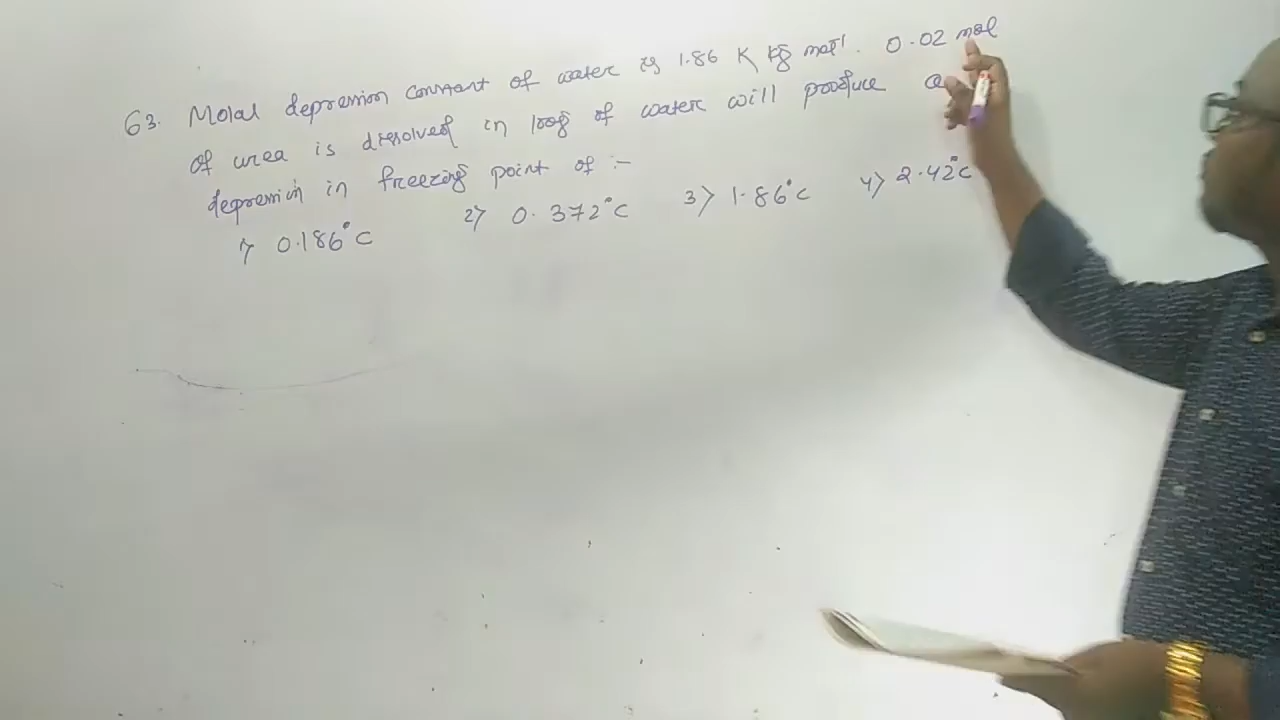 63. Molal depression constant of water is 1.86 K kg mol⁻¹. 0.02 mol
of urea is dissolved in 100g of water will produce a
depression in freezing point of :-
1) 0.186°C 2) 0.372°C 3) 1.86°C 4) 2.42°C